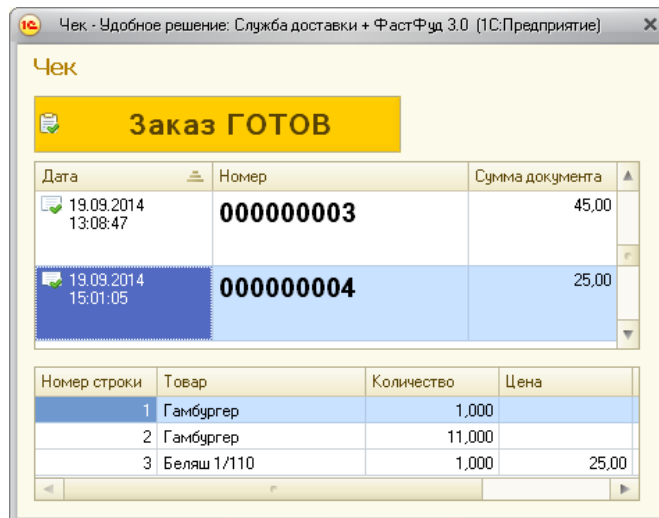 Чек - Удобное решение: Служба доставки + ФастФуд 3.0 (1С:Предприятие)
Чек
Заказ ГОТОВ
Дата Номер Сумма документа
19.09.2014 13:08:47 000000003 45,00
19.09.2014 15:01:05 000000004 25,00
Номер строки Товар Количество Цена
1 Гамбургер 1,000
2 Гамбургер 11,000
3 Беляш 1/110 1,000 25,00